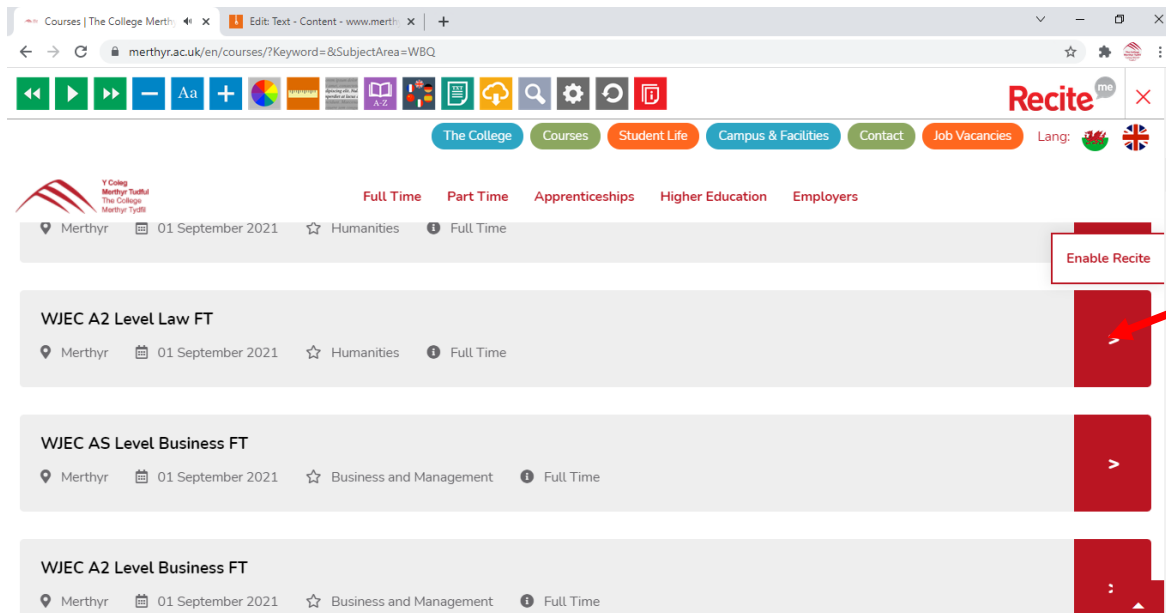 Courses | The College Merthy
Edit: Text - Content - www.merthy
merthyr.ac.uk/en/courses/?Keyword=&SubjectArea=WBQ
Aa
A-Z
TXT
Recite me
The College
Courses
Student Life
Campus & Facilities
Contact
Job Vacancies
Lang:
Y Coleg
Merthyr Tudful
The College
Merthyr Tydfil
Full Time
Part Time
Apprenticeships
Higher Education
Employers
Merthyr 01 September 2021 Humanities Full Time
Enable Recite
WJEC A2 Level Law FT
Merthyr 01 September 2021 Humanities Full Time
WJEC AS Level Business FT
Merthyr 01 September 2021 Business and Management Full Time
WJEC A2 Level Business FT
Merthyr 01 September 2021 Business and Management Full Time